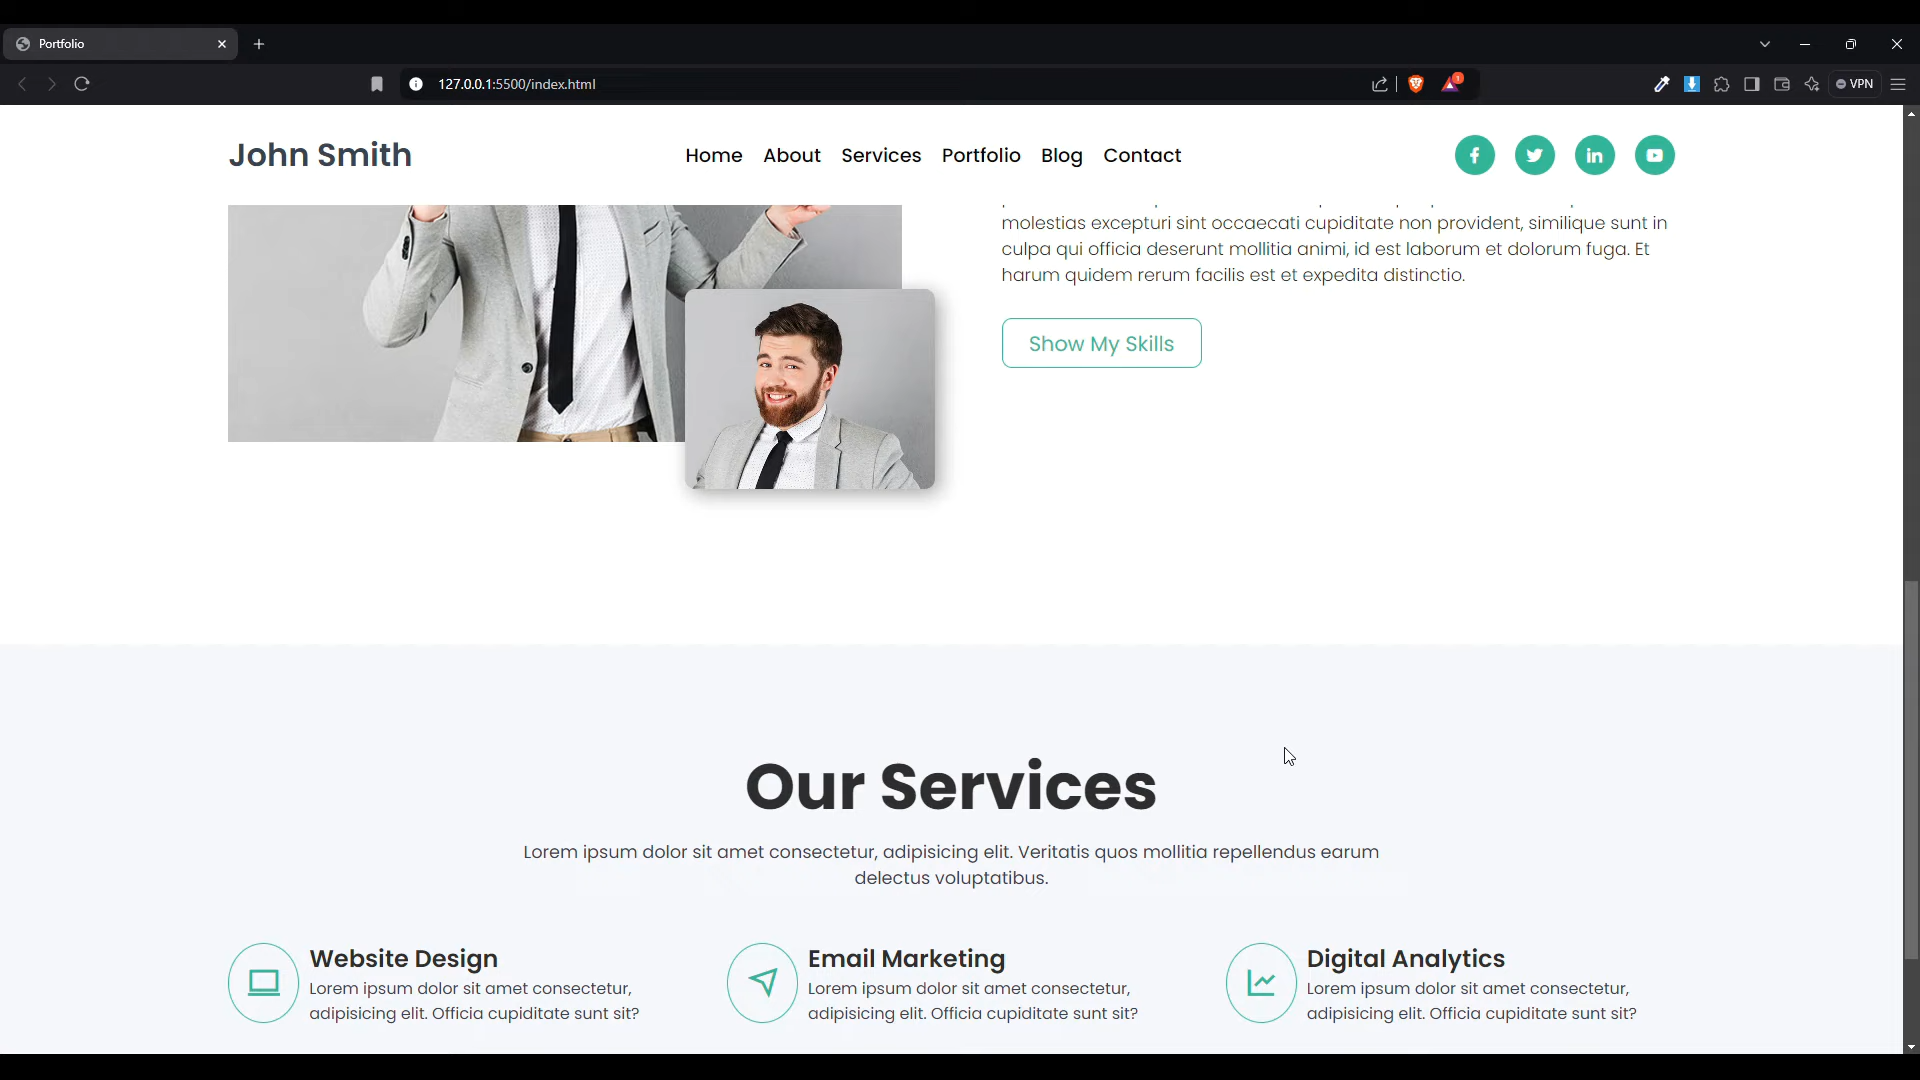 Portfolio
127.0.0.1:5500/index.html
1
VPN
John Smith
Home About Services Portfolio Blog Contact
molestias excepturi sint occaecati cupiditate non provident, similique sunt in
culpa qui officia deserunt mollitia animi, id est laborum et dolorum fuga. Et
harum quidem rerum facilis est et expedita distinctio.
Show My Skills
Our Services
Lorem ipsum dolor sit amet consectetur, adipisicing elit. Veritatis quos mollitia repellendus earum
delectus voluptatibus.
Website Design
Lorem ipsum dolor sit amet consectetur,
adipisicing elit. Officia cupiditate sunt sit?
Email Marketing
Lorem ipsum dolor sit amet consectetur,
adipisicing elit. Officia cupiditate sunt sit?
Digital Analytics
Lorem ipsum dolor sit amet consectetur,
adipisicing elit. Officia cupiditate sunt sit?